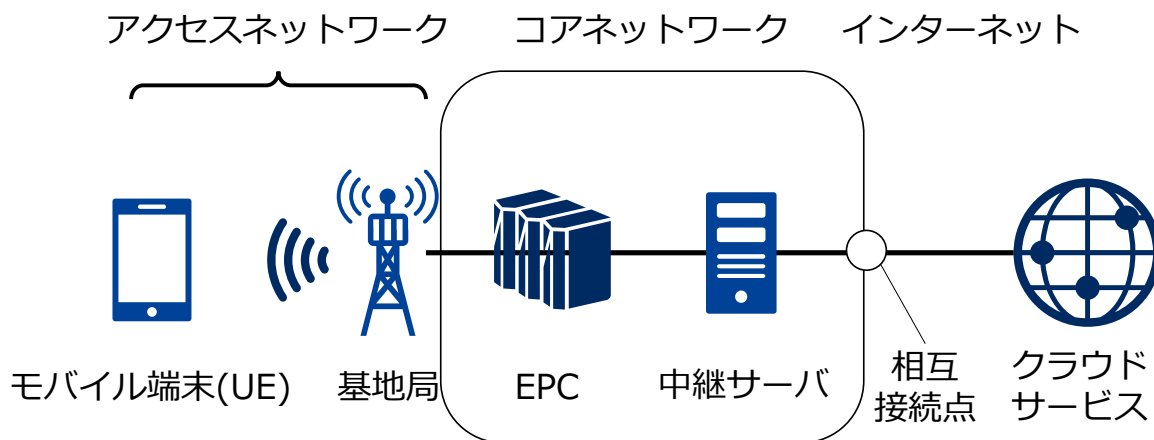 アクセスネットワーク
コアネットワーク
インターネット
モバイル端末(UE)
基地局
EPC
中継サーバ
相互
接続点
クラウド
サービス